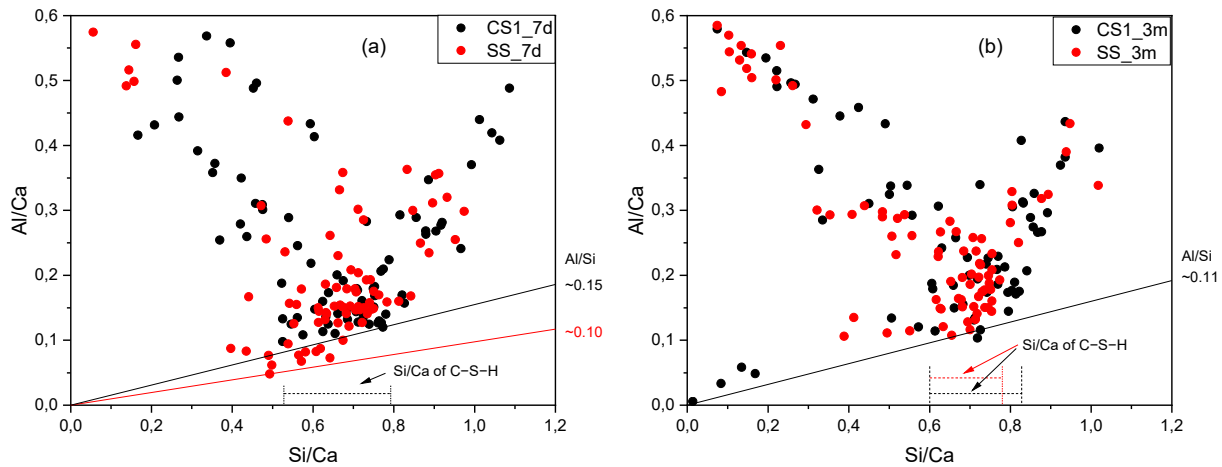 0,6
0,5
0,4
0,3
0,2
0,1
0,0
Al/Ca
(a)
CS1_7d
SS_7d
Al/Si
~0.15
~0.10
Si/Ca of C−S−H
0,0 0,2 0,4 0,6 0,8 1,0 1,2
Si/Ca
0,6
0,5
0,4
0,3
0,2
0,1
0,0
Al/Ca
(b)
CS1_3m
SS_3m
Al/Si
~0.11
Si/Ca of C−S−H
0,0 0,2 0,4 0,6 0,8 1,0 1,2
Si/Ca